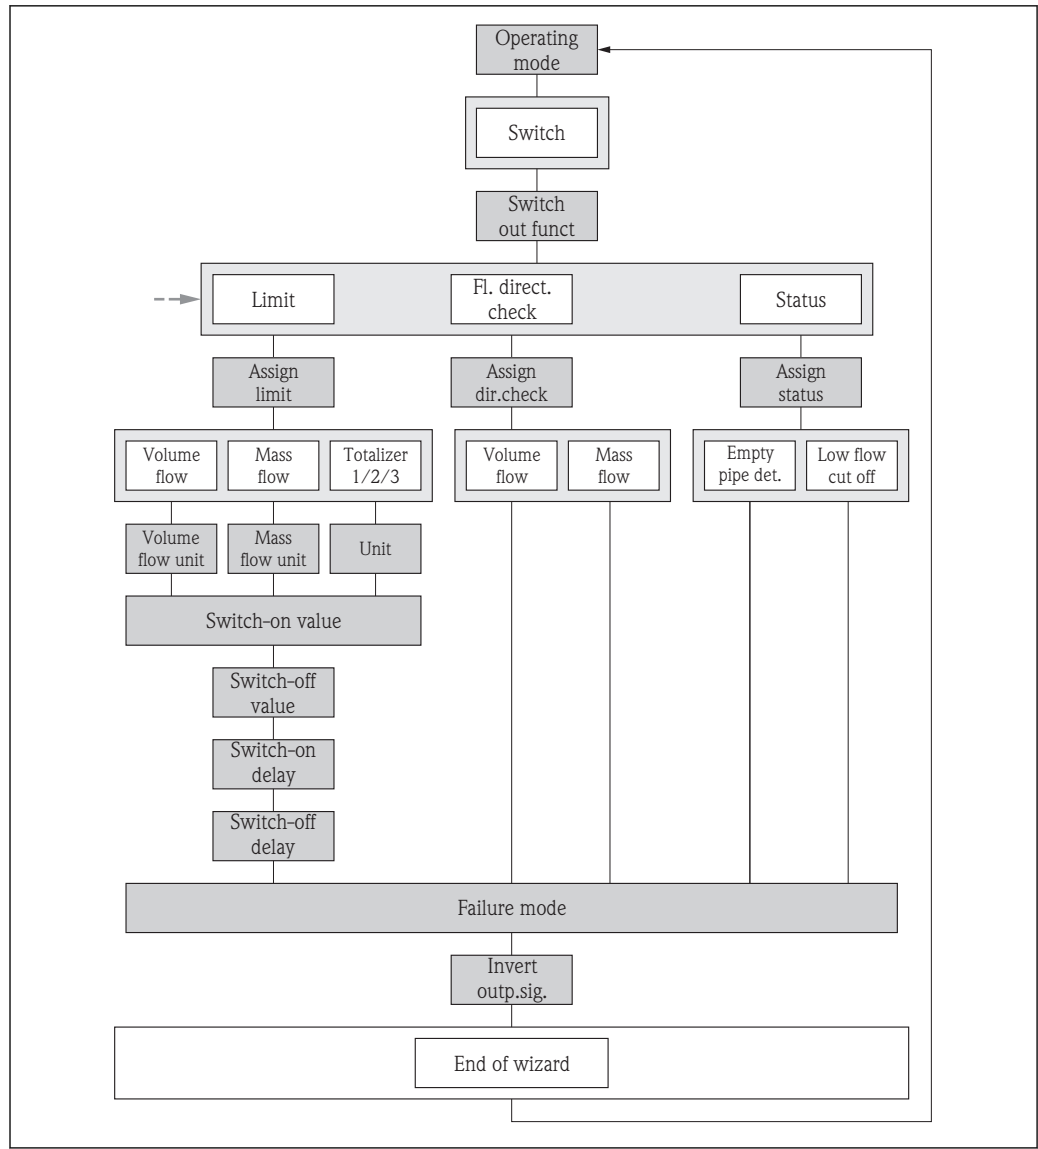 Operating
mode
Switch
Switch
out funct
Limit
Fl. direct.
check
Status
Assign
limit
Assign
dir.check
Assign
status
Volume
flow
Mass
flow
Totalizer
1/2/3
Volume
flow
Mass
flow
Empty
pipe det.
Low flow
cut off
Volume
flow unit
Mass
flow unit
Unit
Switch-on value
Switch-off
value
Switch-on
delay
Switch-off
delay
Failure mode
Invert
outp.sig.
End of wizard